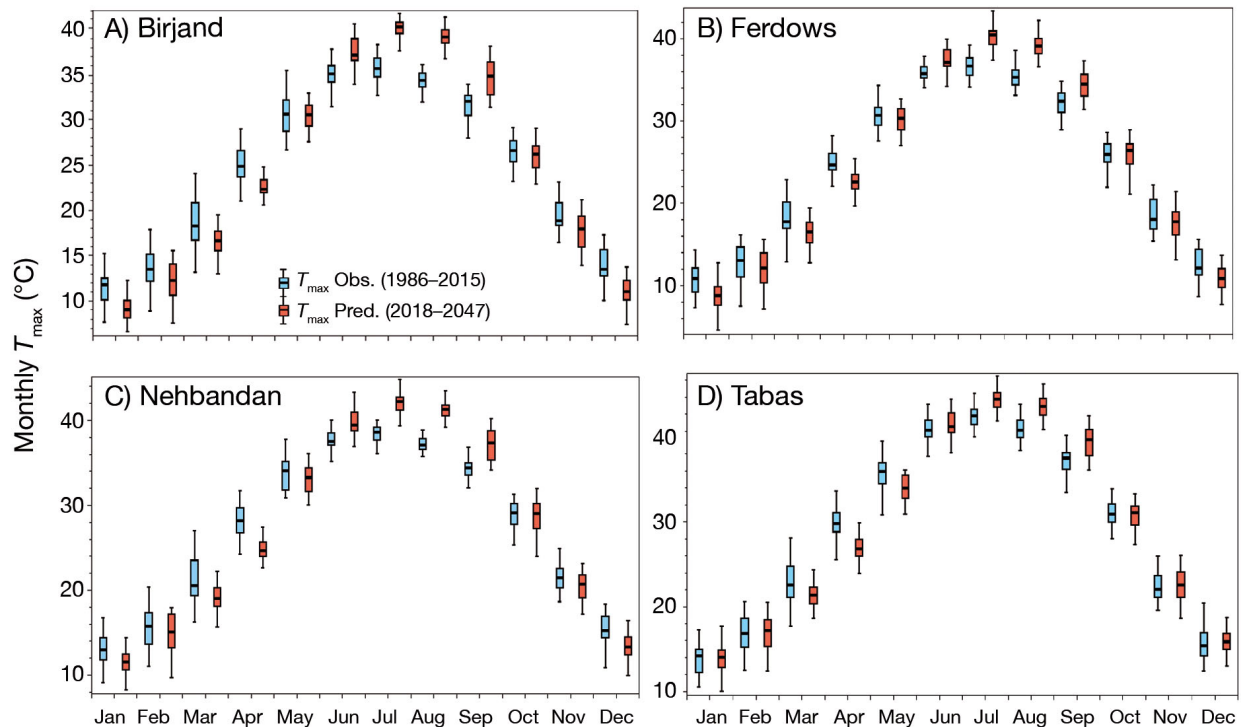 A) Birjand
B) Ferdows
40
35
30
25
20
15
10
40
30
20
10
Tmax Obs. (1986–2015)
Tmax Pred. (2018–2047)
Monthly Tmax (°C)
C) Nehbandan
D) Tabas
40
30
20
10
40
30
20
10
Jan Feb Mar Apr May Jun Jul Aug Sep Oct Nov Dec
Jan Feb Mar Apr May Jun Jul Aug Sep Oct Nov Dec